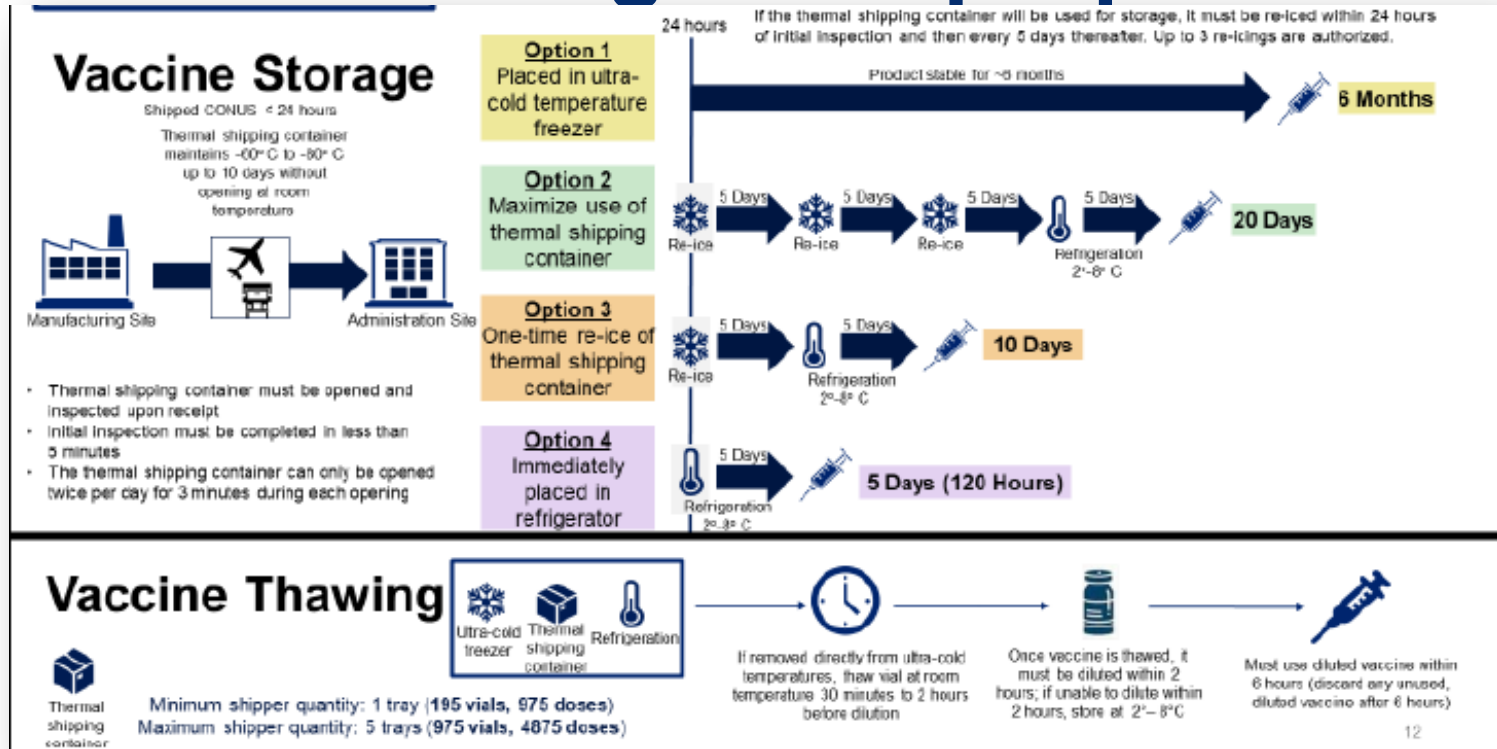 Vaccine Storage
Shipped CONUS < 24 hours
Thermal shipping container
maintains -60° C to -80° C
up to 10 days without
opening at room
temperature
Manufacturing Site
Administration Site
• Thermal shipping container must be opened and
inspected upon receipt
• Initial inspection must be completed in less than
5 minutes
• The thermal shipping container can only be opened
twice per day for 3 minutes during each opening
24 hours
If the thermal shipping container will be used for storage, it must be re-iced within 24 hours
of initial inspection and then every 5 days thereafter. Up to 3 re-icings are authorized.
Option 1
Placed in ultra-
cold temperature
freezer
Product stable for ~6 months
6 Months
Option 2
Maximize use of
thermal shipping
container
Re-ice
5 Days
Re-ice
5 Days
Re-ice
5 Days
Refrigeration
2°-8° C
5 Days
20 Days
Option 3
One-time re-ice of
thermal shipping
container
Re-ice
5 Days
Refrigeration
2°-8° C
5 Days
10 Days
Option 4
Immediately
placed in
refrigerator
Refrigeration
2°-8° C
5 Days
5 Days (120 Hours)
Vaccine Thawing
Thermal
shipping
container
Utra-cold
freezer
Thermal
shipping
container
Refrigeration
Minimum shipper quantity: 1 tray (195 vials, 975 doses)
Maximum shipper quantity: 5 trays (975 vials, 4875 doses)
If removed directly from ultra-cold
temperatures, thaw vial at room
temperature 30 minutes to 2 hours
before dilution
Once vaccine is thawed, it
must be diluted within 2
hours; if unable to dilute within
2 hours, store at 2°– 8°C
Must use diluted vaccine within
6 hours (discard any unused,
diluted vaccine after 6 hours)
12